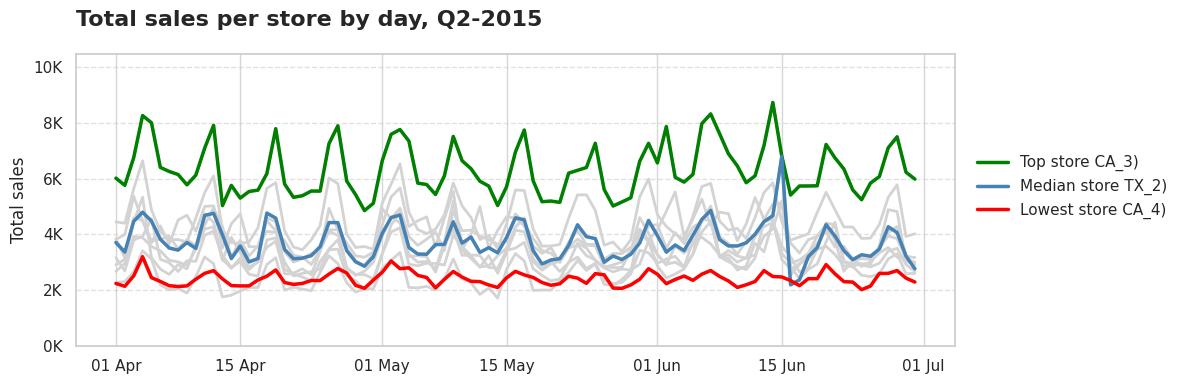 Total sales per store by day, Q2-2015
Total sales
10K
8K
6K
4K
2K
0K
01 Apr
15 Apr
01 May
15 May
01 Jun
15 Jun
01 Jul
Top store CA_3)
Median store TX_2)
Lowest store CA_4)